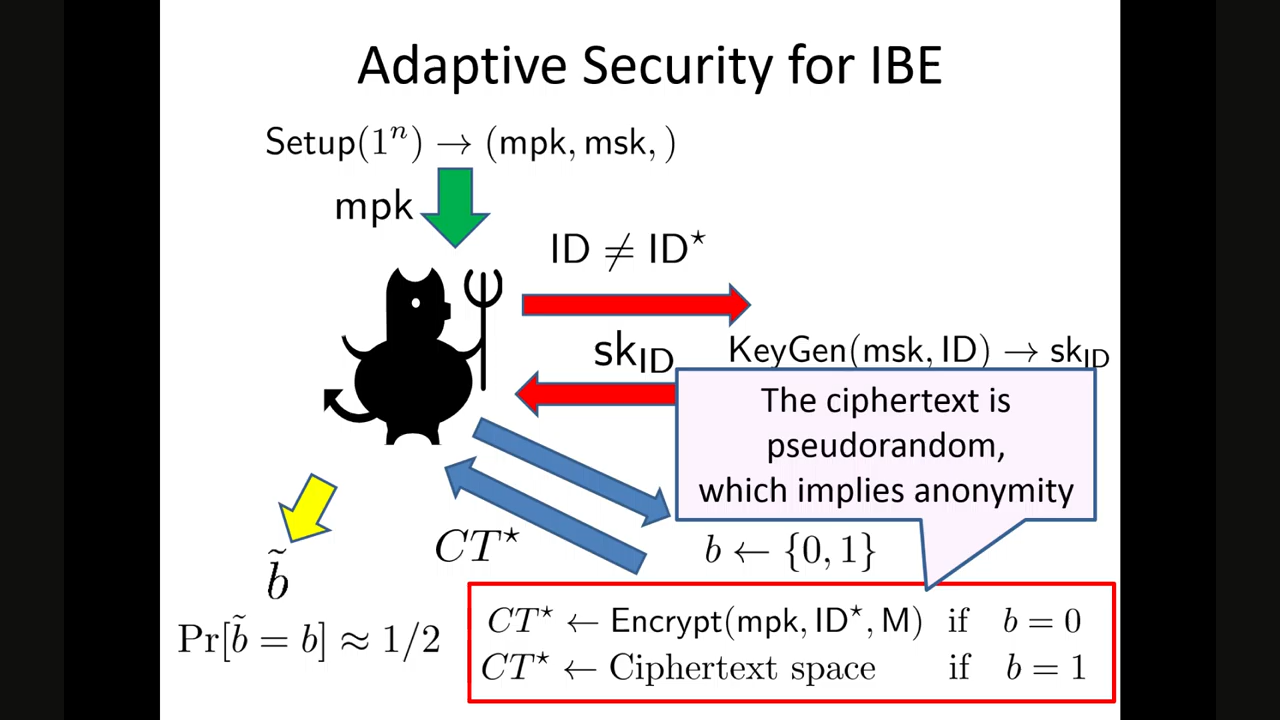 Adaptive Security for IBE
Setup(1ⁿ) → (mpk, msk, )
mpk
ID ≠ ID⋆
sk_ID
KeyGen(msk, ID) → sk_ID
The ciphertext is
pseudorandom,
which implies anonymity
CT⋆
b ← {0, 1}
b̃
Pr[b̃ = b] ≈ 1/2
CT⋆ ← Encrypt(mpk, ID⋆, M) if b = 0
CT⋆ ← Ciphertext space if b = 1